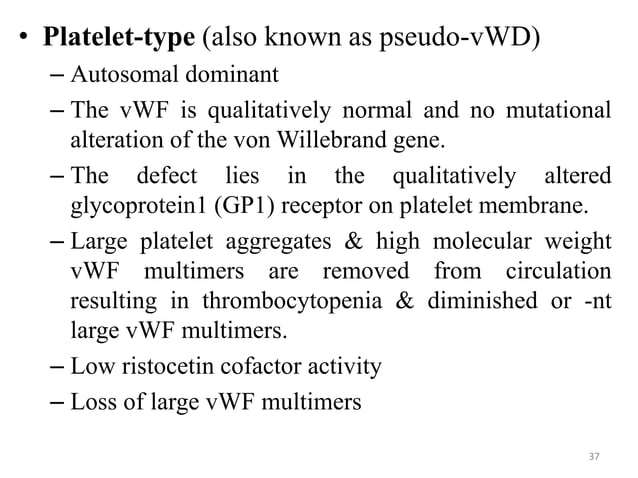 • Platelet-type (also known as pseudo-vWD)
– Autosomal dominant
– The vWF is qualitatively normal and no mutational
alteration of the von Willebrand gene.
– The defect lies in the qualitatively altered
glycoprotein1 (GP1) receptor on platelet membrane.
– Large platelet aggregates & high molecular weight
vWF multimers are removed from circulation
resulting in thrombocytopenia & diminished or -nt
large vWF multimers.
– Low ristocetin cofactor activity
– Loss of large vWF multimers
37